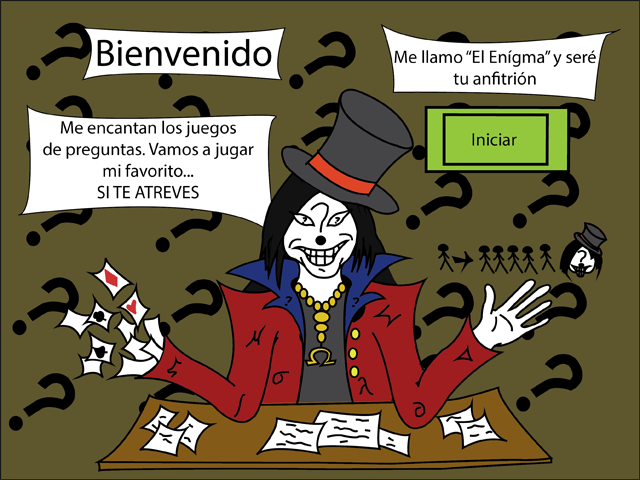 Bienvenido
Me llamo “El Enígma” y seré
tu anfitrión
Me encantan los juegos
de preguntas. Vamos a jugar
mi favorito...
SI TE ATREVES
Iniciar